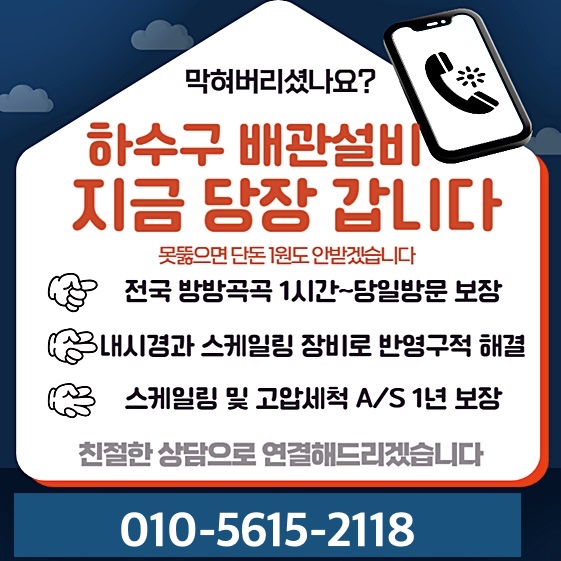 막혀버리셨나요?
하수구 배관설비
지금 당장 갑니다
못뚫으면 단돈 1원도 안받겠습니다
전국 방방곡곡 1시간~당일방문 보장
내시경과 스케일링 장비로 반영구적 해결
스케일링 및 고압세척 A/S 1년 보장
친절한 상담으로 연결해드리겠습니다
010-5615-2118